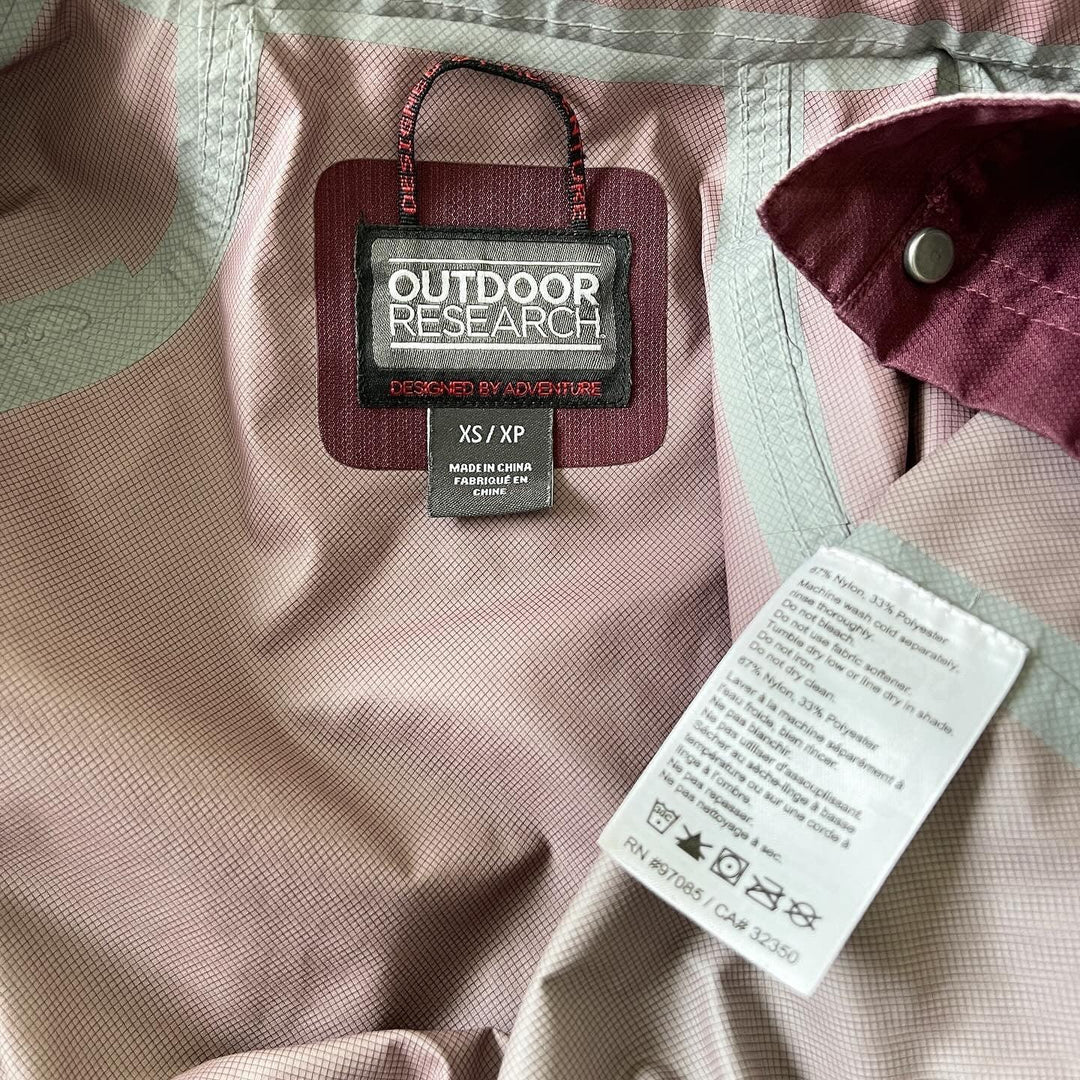 DESIGNED
OUTDOOR
RESEARCH
DESIGNED BY ADVENTURE
XS / XP
MADE IN CHINA
FABRIQUÉ EN
CHINE
67% Nylon, 33% Polyester
Machine wash cold separately,
rinse thoroughly.
Do not bleach.
Do not use fabric softener.
Tumble dry low or line dry in shade.
Do not iron.
Do not dry clean.
67% Nylon, 33% Polyester
Laver à la machine séparément à
l'eau froide, bien rincer.
Ne pas blanchir.
Ne pas utiliser d'assouplissant.
Sécher au sèche-linge à basse
température ou sur une corde à
linge à l'ombre.
Ne pas repasser.
Ne pas nettoyage à sec.
RN #97085 / CA# 32350